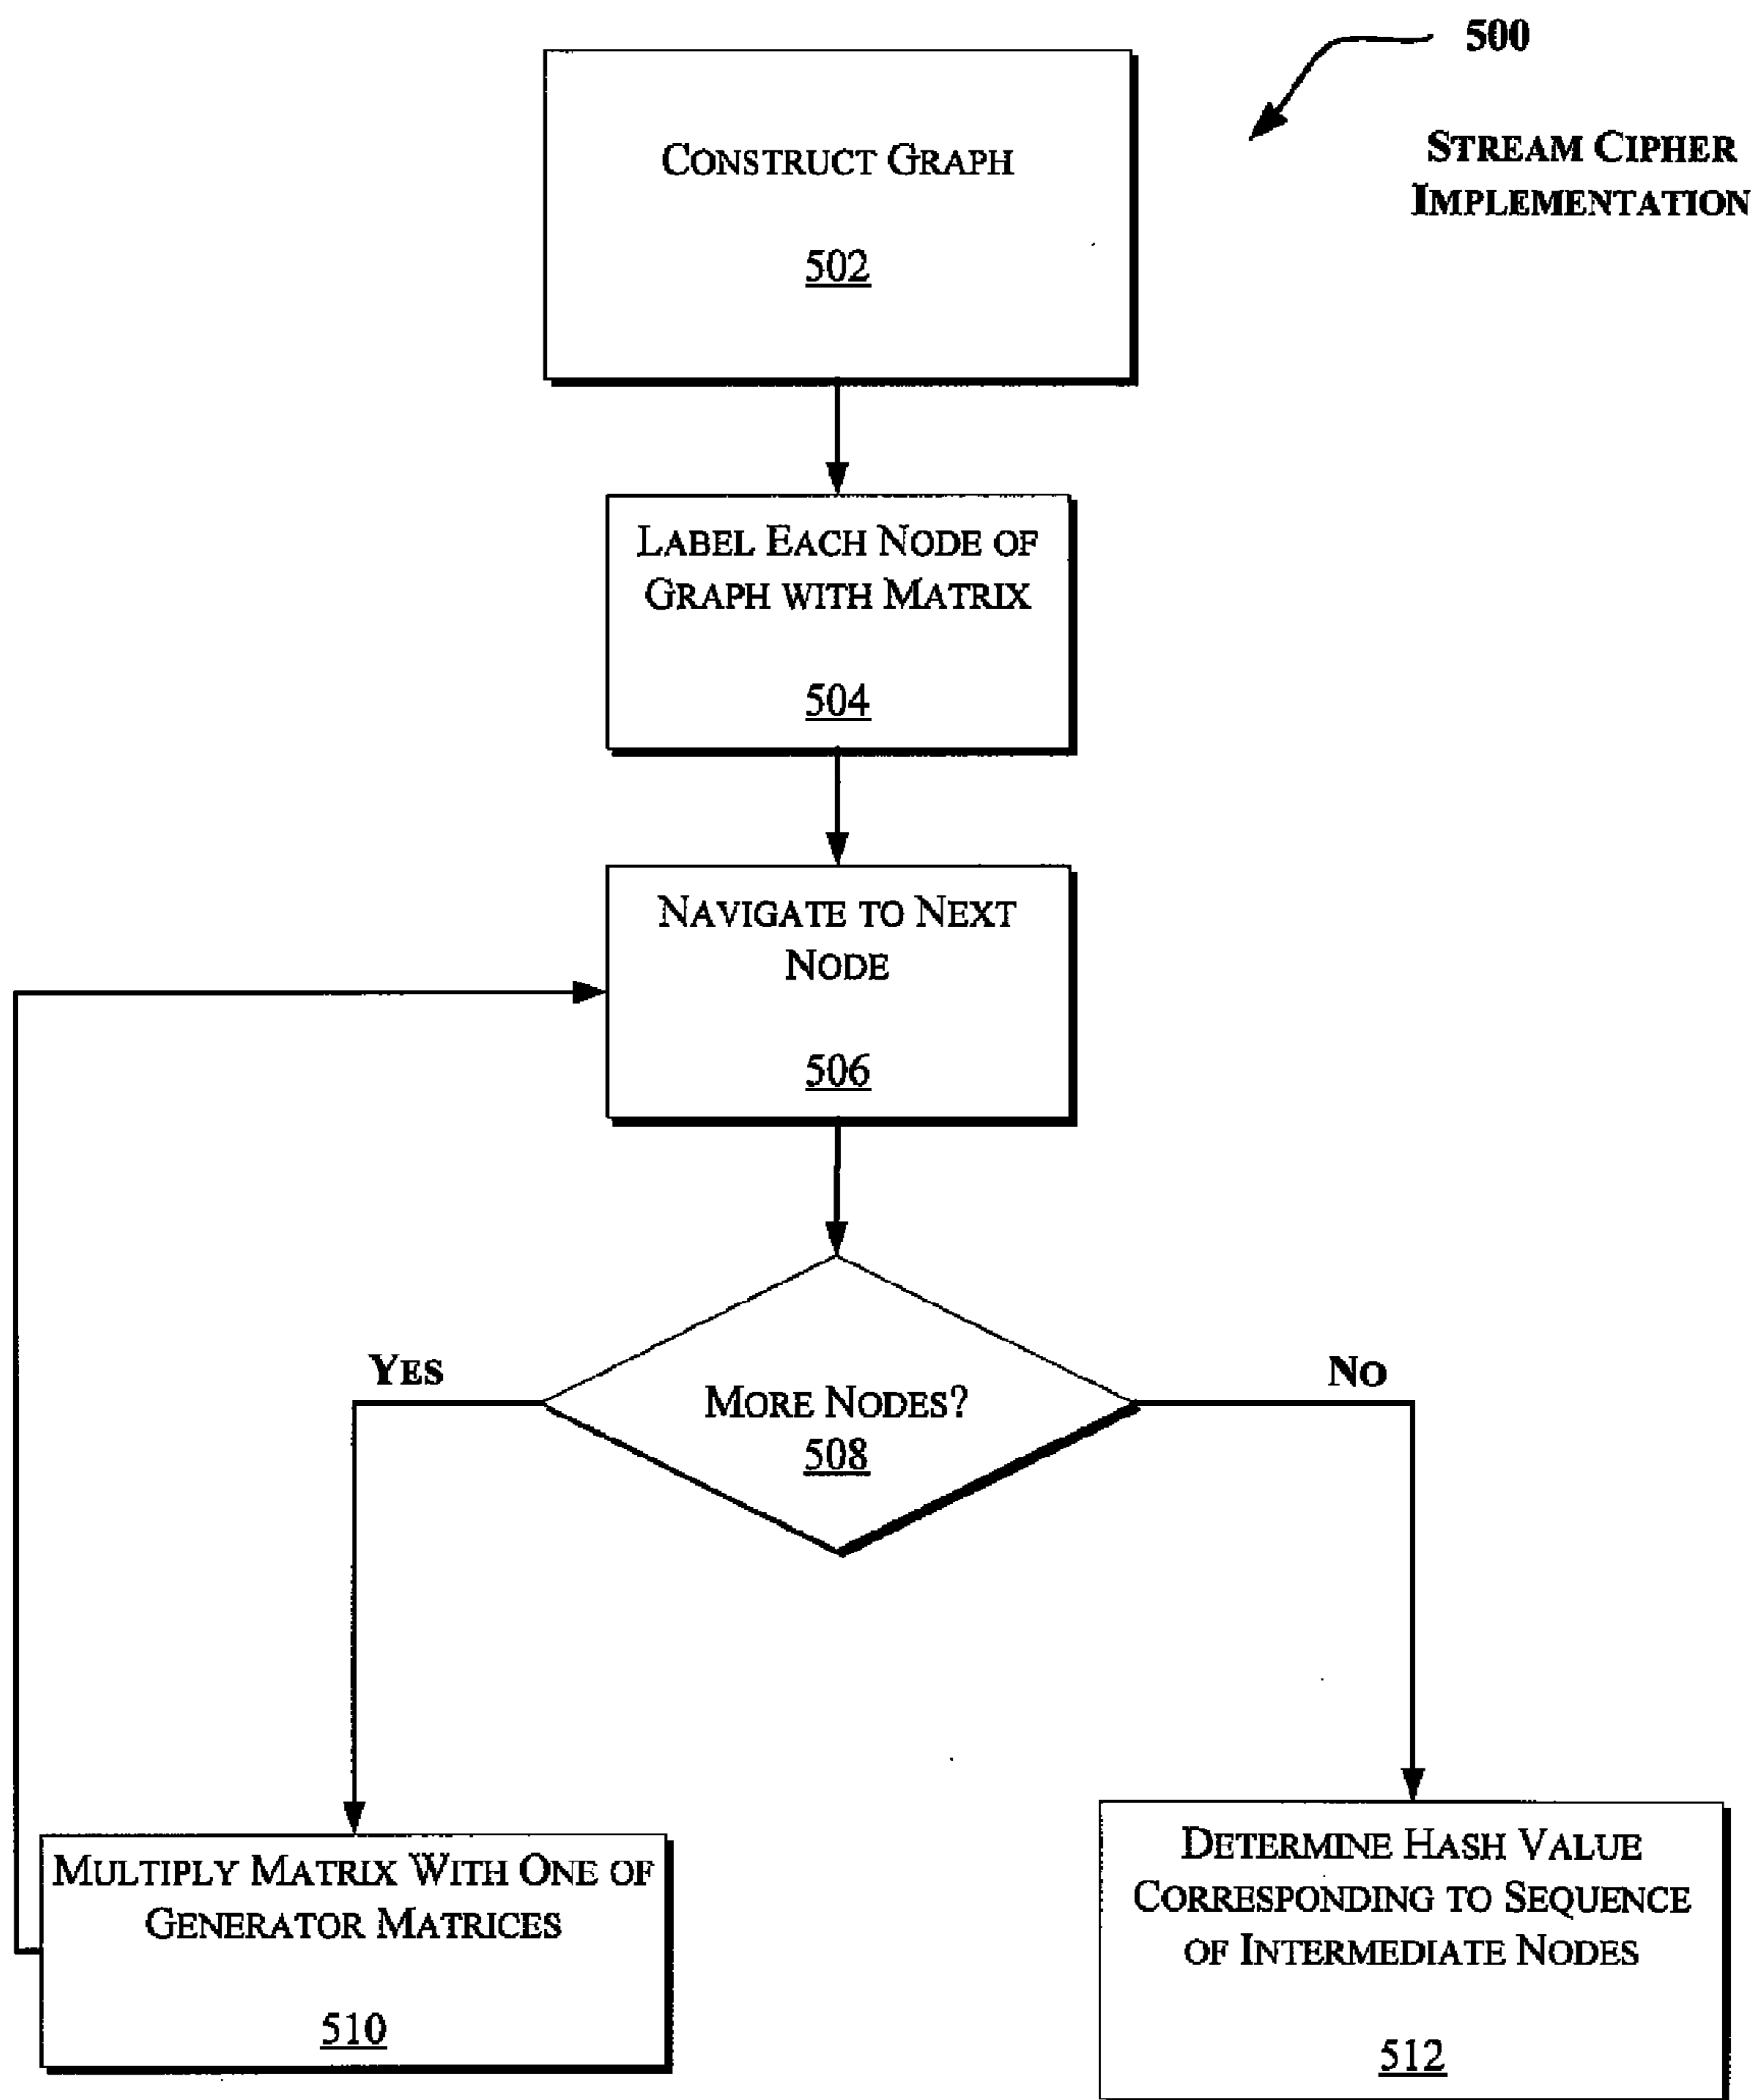 500
STREAM CIPHER
IMPLEMENTATION
CONSTRUCT GRAPH
502
LABEL EACH NODE OF
GRAPH WITH MATRIX
504
NAVIGATE TO NEXT
NODE
506
MORE NODES?
508
YES
NO
MULTIPLY MATRIX WITH ONE OF
GENERATOR MATRICES
510
DETERMINE HASH VALUE
CORRESPONDING TO SEQUENCE
OF INTERMEDIATE NODES
512